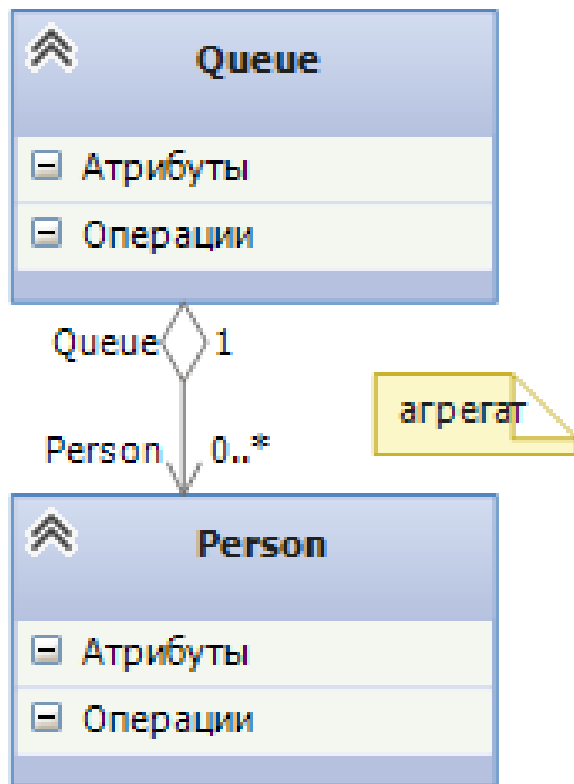 Queue
Атрибуты
Операции
Queue 1
агрегат
Person 0..*
Person
Атрибуты
Операции